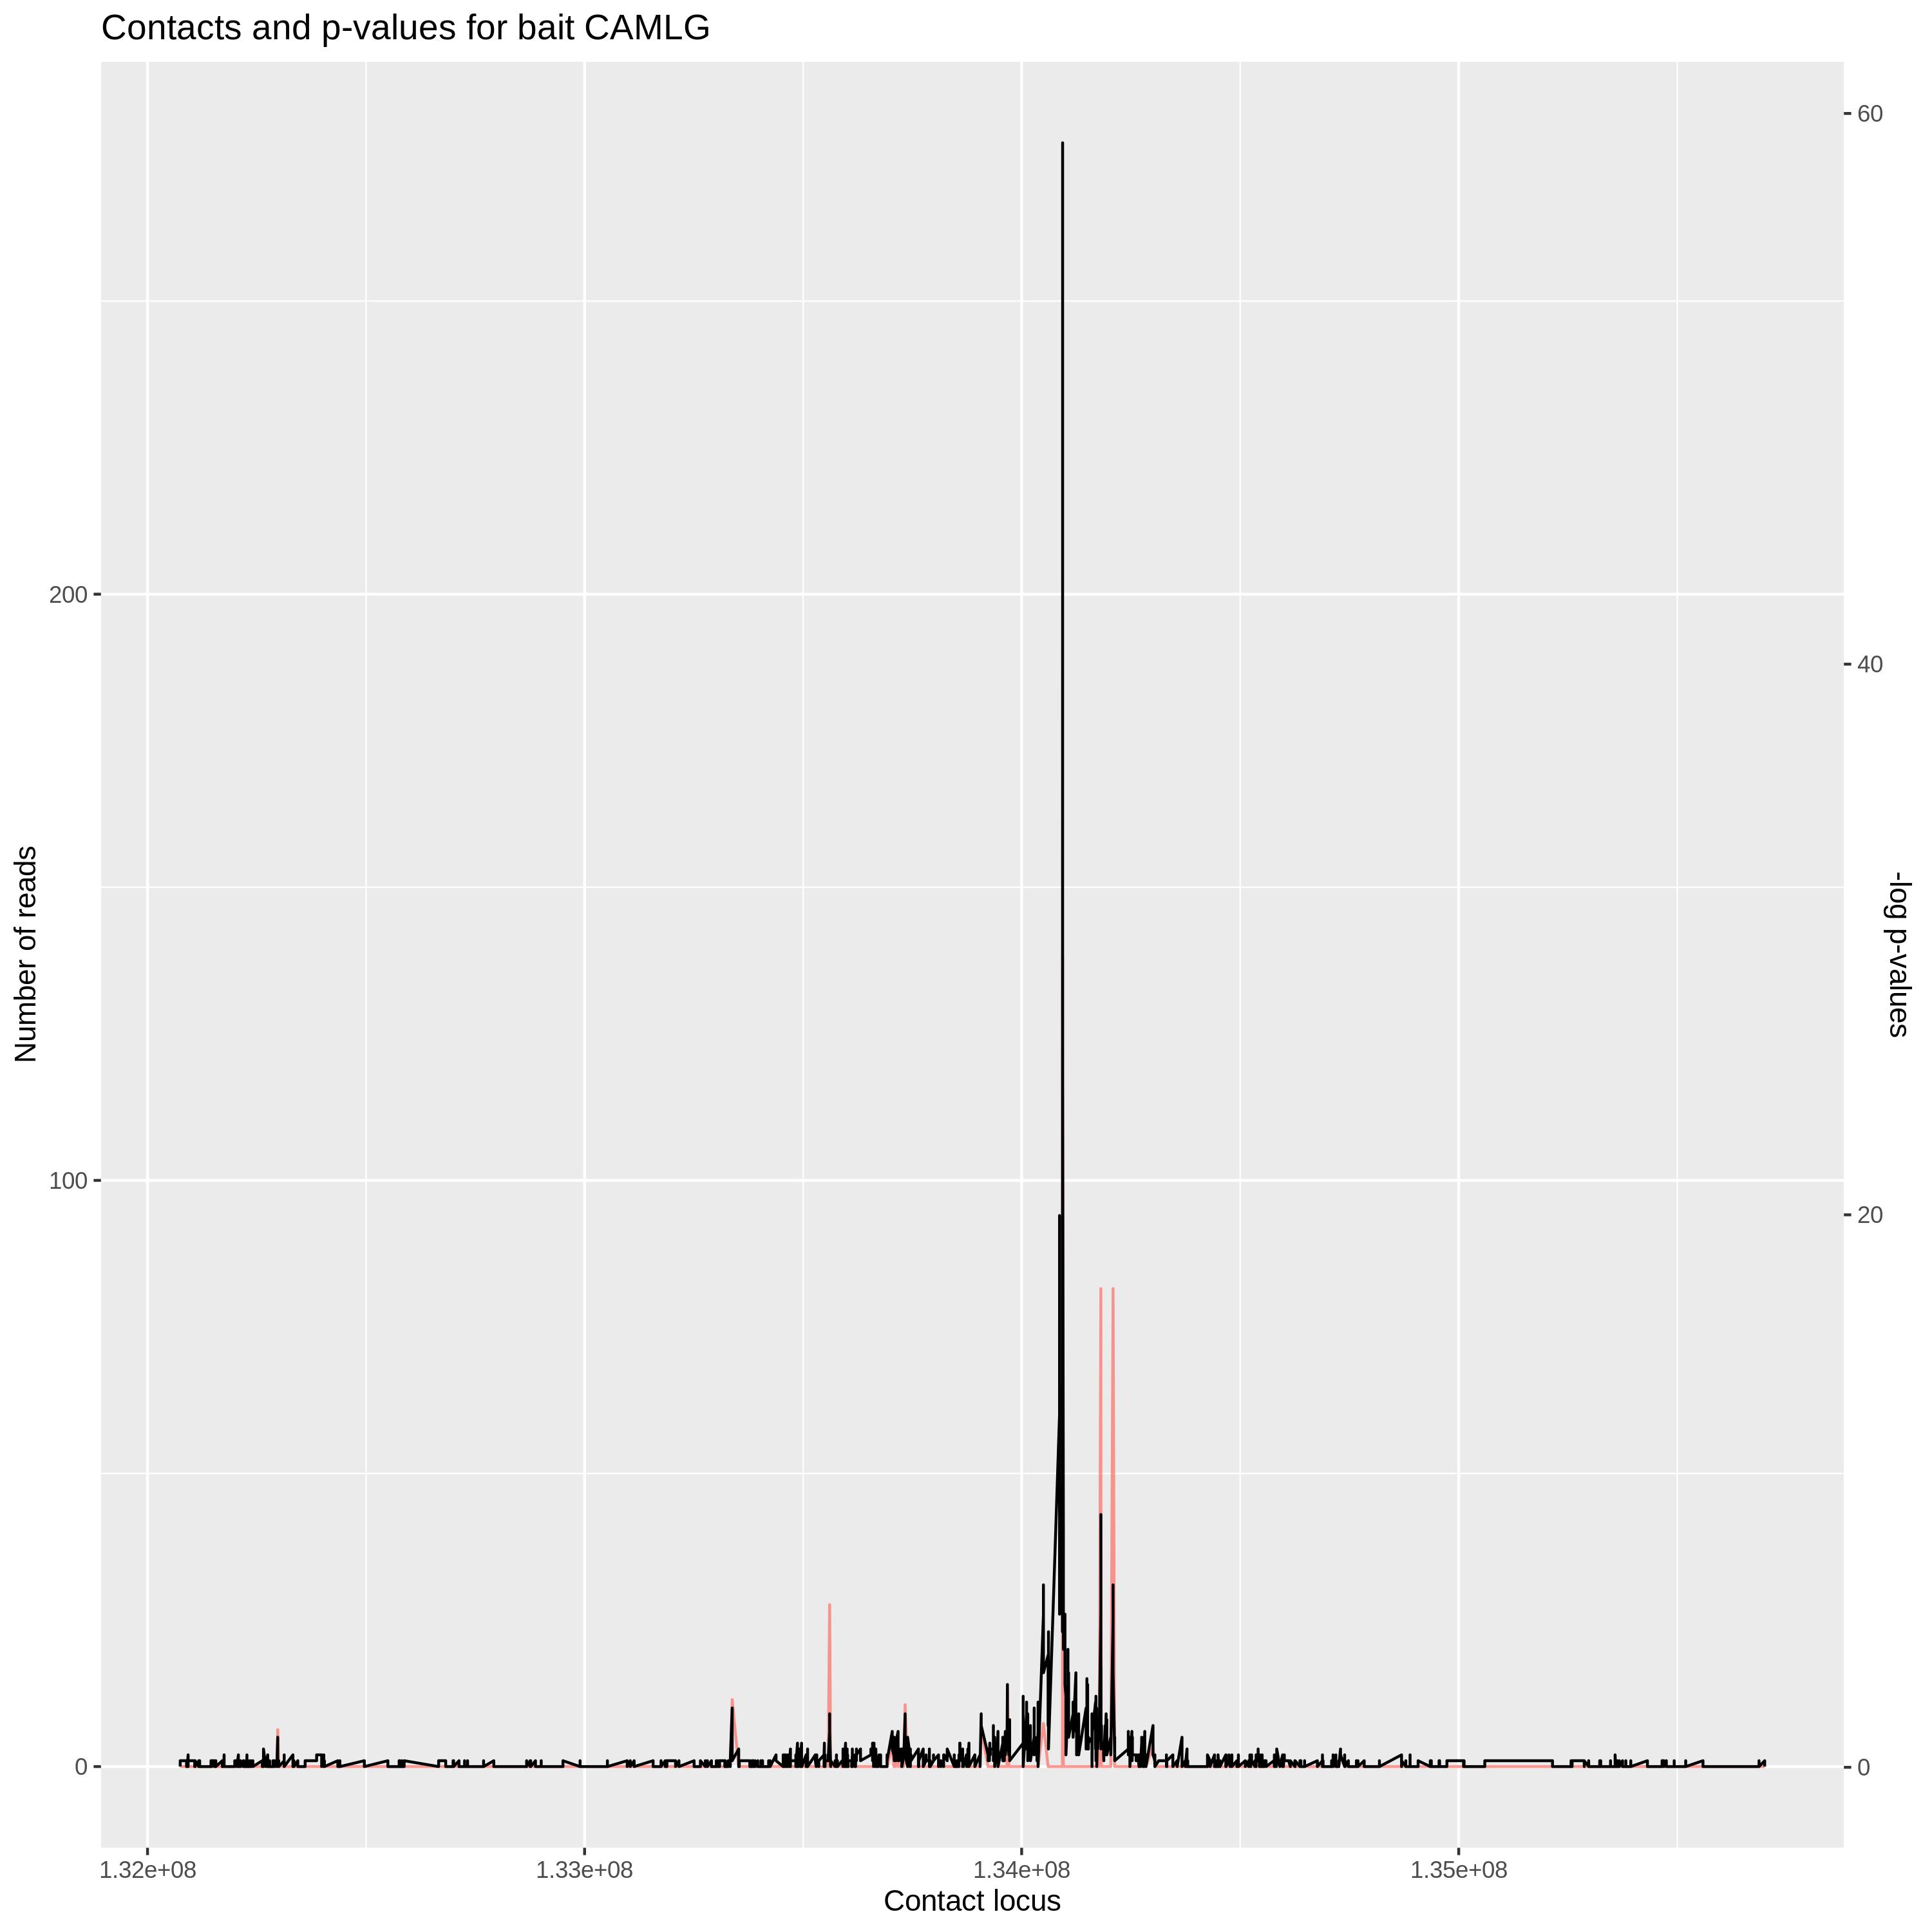 Contacts and p-values for bait CAMLG
Number of reads
200
100
0
60
40
20
0
-log p-values
1.32e+08
1.33e+08
1.34e+08
1.35e+08
Contact locus